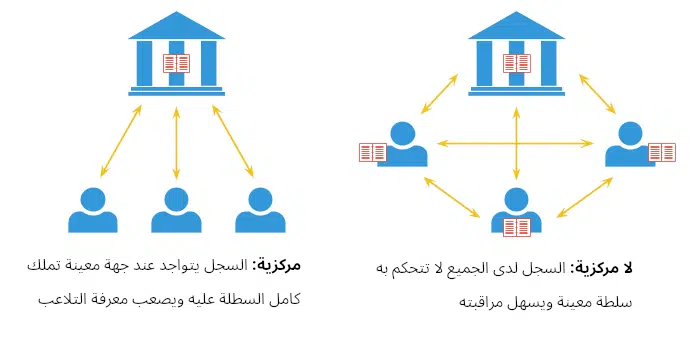 لا مركزية: السجل لدى الجميع لا تتحكم به
سلطة معينة ويسهل مراقبته
مركزية: السجل يتواجد عند جهة معينة تملك
كامل السطلة عليه ويصعب معرفة التلاعب